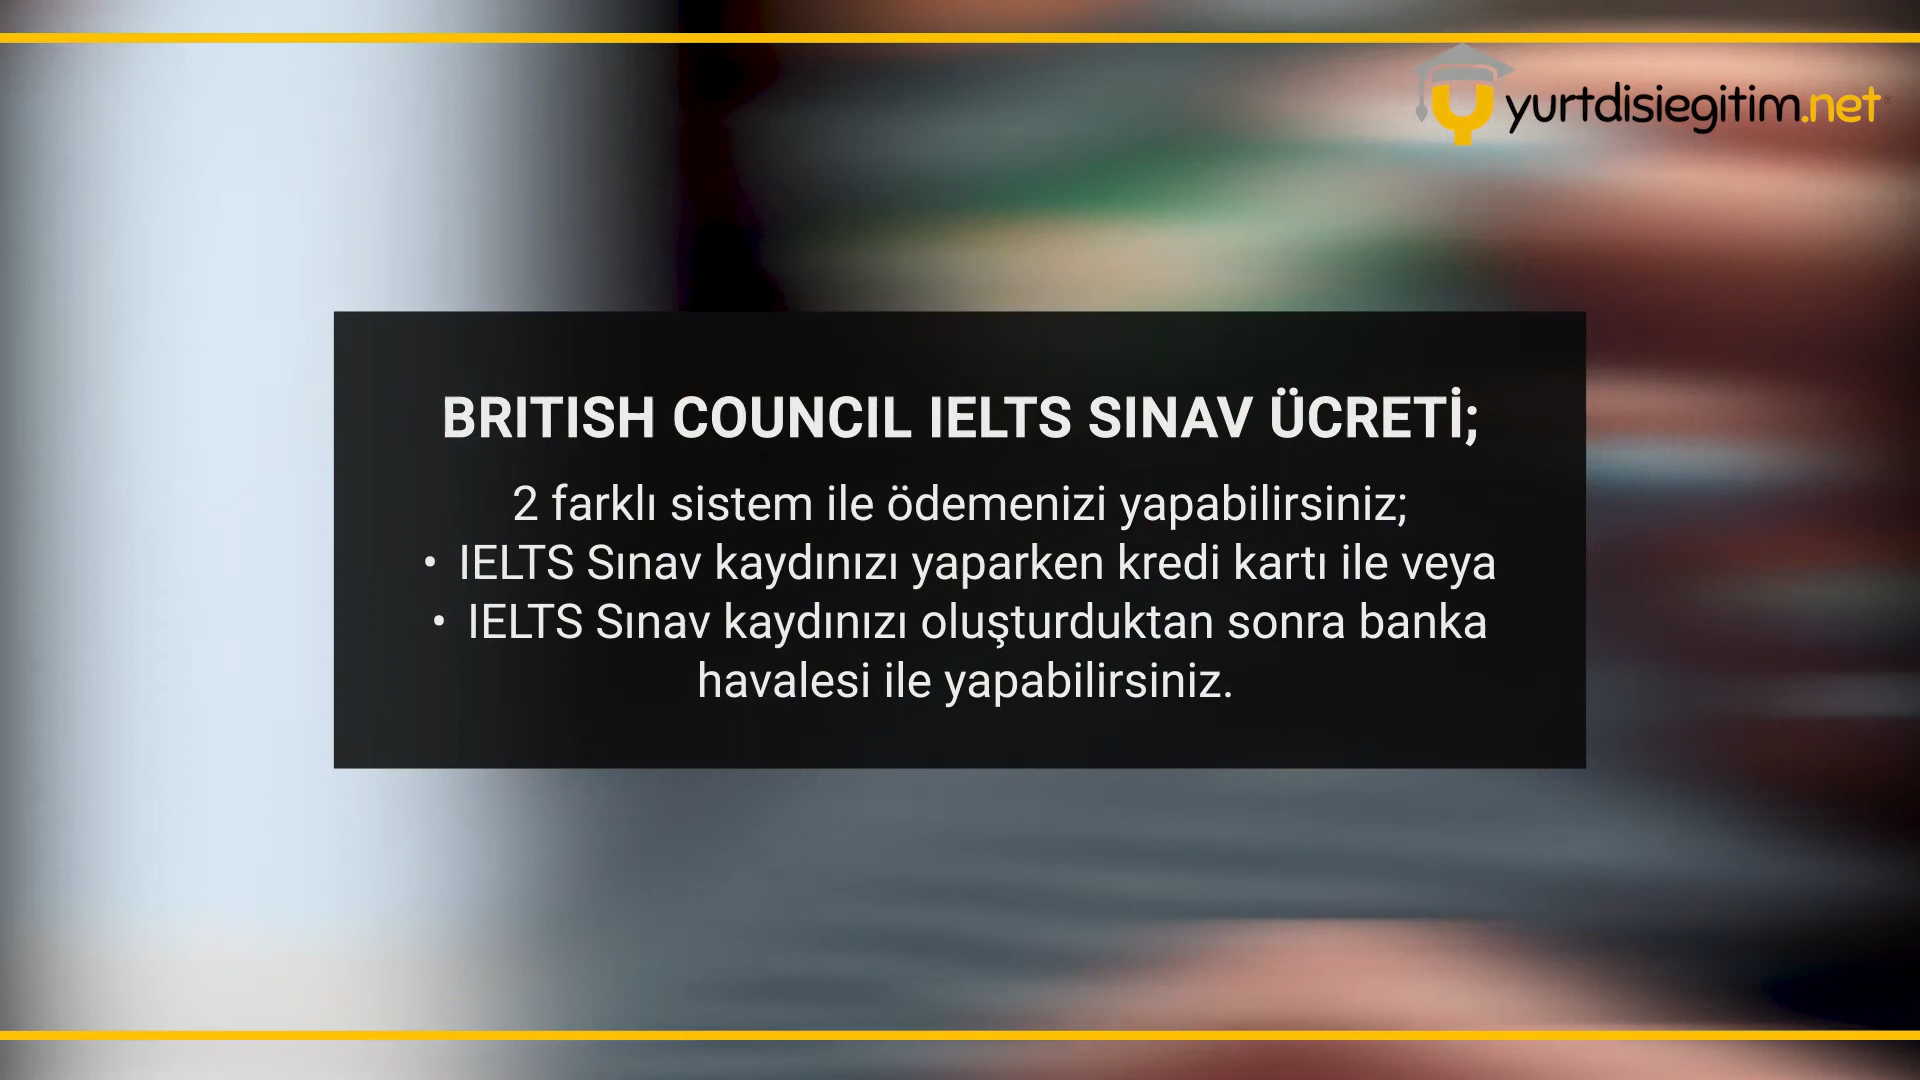 yurtdisiegitim.net
BRITISH COUNCIL IELTS SINAV ÜCRETİ;
2 farklı sistem ile ödemenizi yapabilirsiniz;
• IELTS Sınav kaydınızı yaparken kredi kartı ile veya
• IELTS Sınav kaydınızı oluşturduktan sonra banka
havalesi ile yapabilirsiniz.